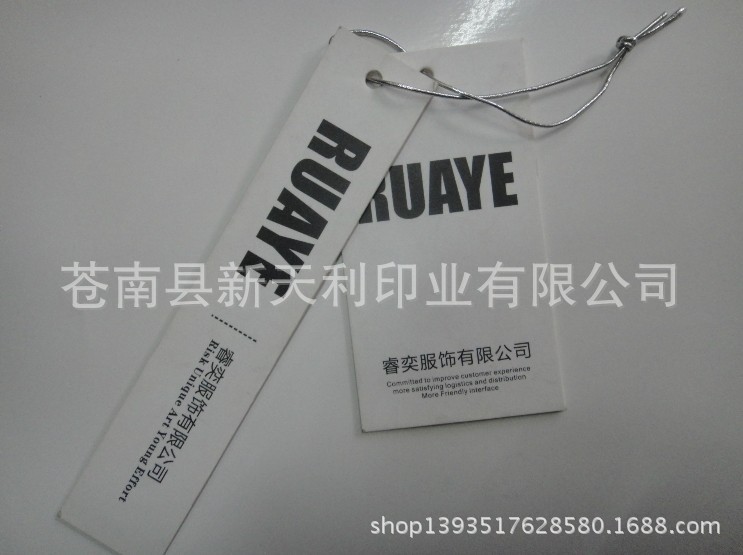 RUAYE
睿奕服饰有限公司
Risk Unique Art Young Effort
RUAYE
睿奕服饰有限公司
Committed to improve customer experience
more satisfying logistics and distribution
More Friendly interface
苍南县新天利印业有限公司
shop1393517628580.1688.com